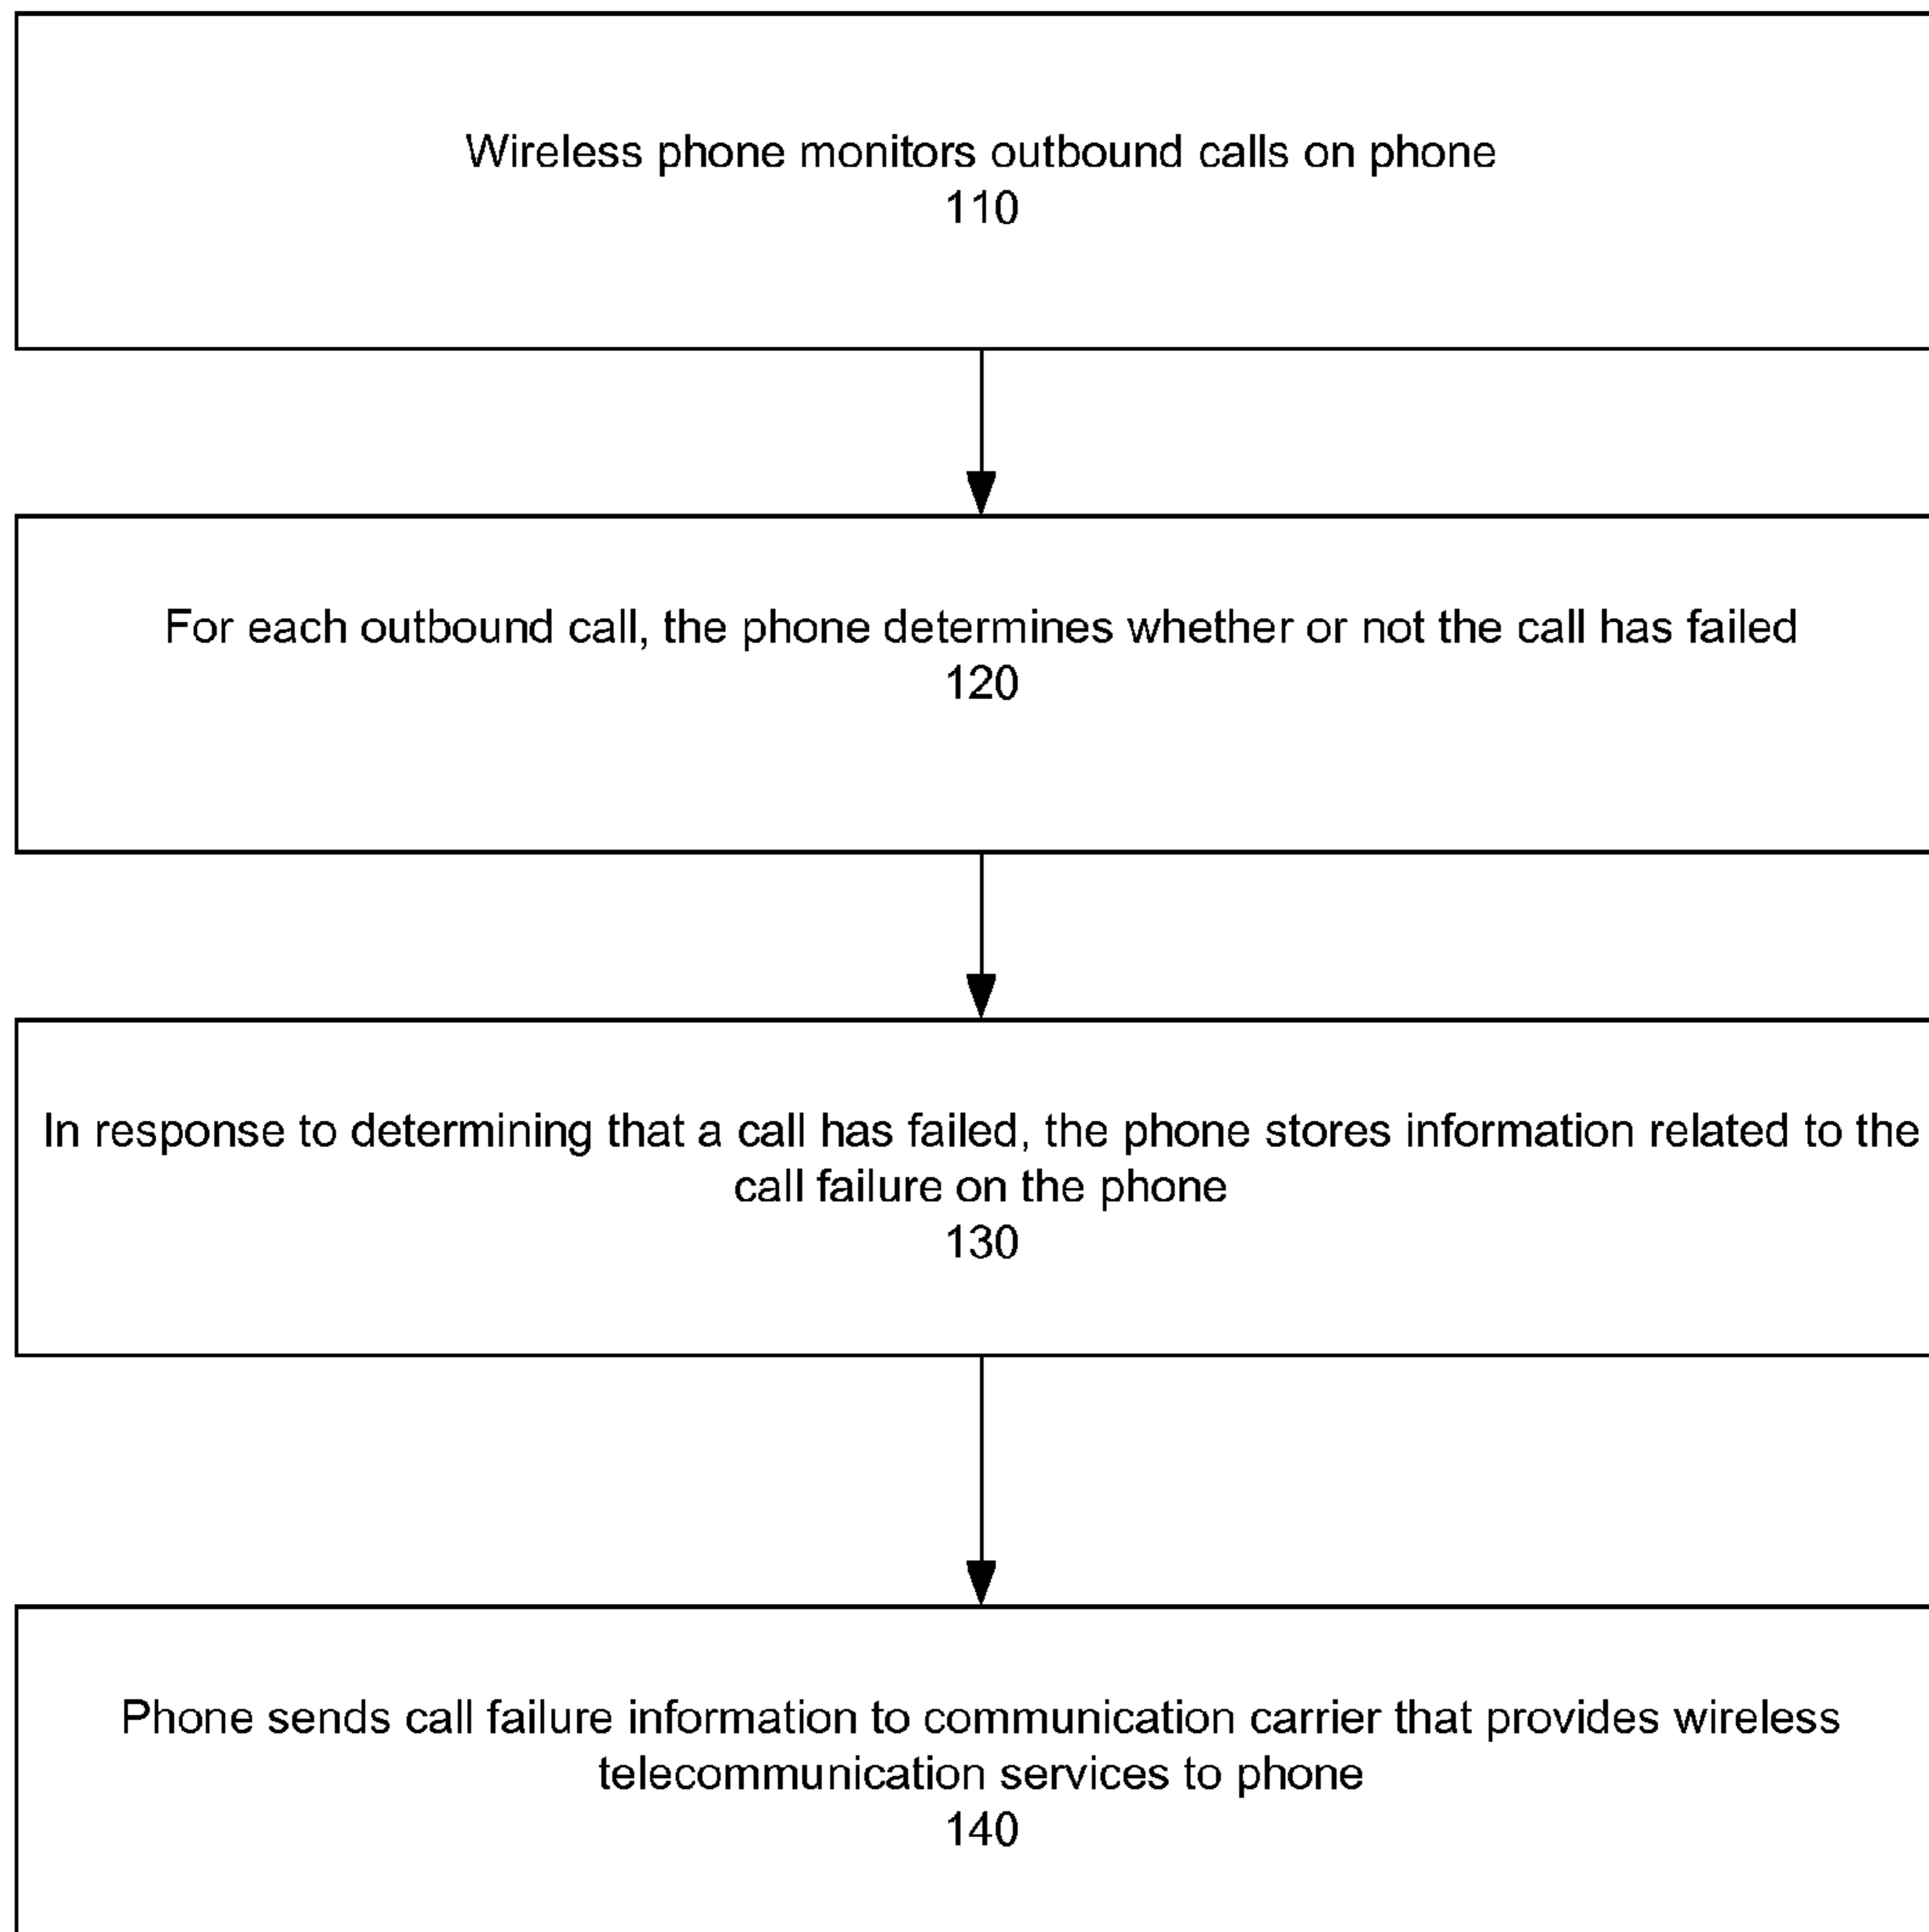 Wireless phone monitors outbound calls on phone
110
For each outbound call, the phone determines whether or not the call has failed
120
In response to determining that a call has failed, the phone stores information related to the
call failure on the phone
130
Phone sends call failure information to communication carrier that provides wireless
telecommunication services to phone
140